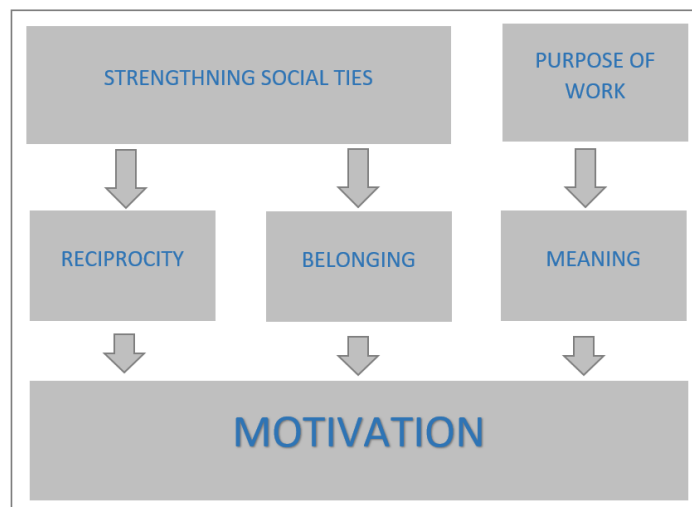 STRENGTHNING SOCIAL TIES
PURPOSE OF
WORK
RECIPROCITY
BELONGING
MEANING
MOTIVATION